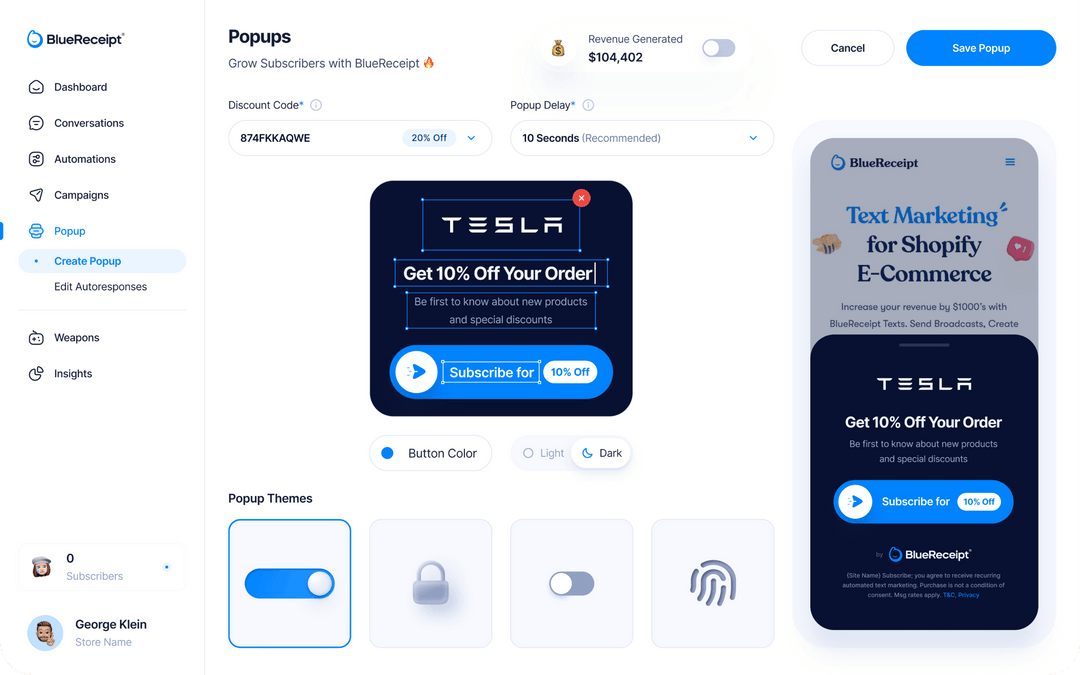 BlueReceipt
Dashboard
Conversations
Automations
Campaigns
Popup
Create Popup
Edit Autoresponses
Weapons
Insights
0
Subscribers
George Klein
Store Name
Popups
Grow Subscribers with BlueReceipt 🔥
Revenue Generated
$104,402
Cancel
Save Popup
Discount Code*
874FKKAQWE
20% Off
Popup Delay*
10 Seconds (Recommended)
TESLA
Get 10% Off Your Order
Be first to know about new products
and special discounts
Subscribe for
10% Off
Button Color
Light
Dark
Popup Themes
BlueReceipt
Text Marketing
for Shopify
E-Commerce
Increase your revenue by $1000's with
BlueReceipt Texts. Send Broadcasts, Create
TESLA
Get 10% Off Your Order
Be first to know about new products
and special discounts
Subscribe for
10% Off
by BlueReceipt
(Site Name) Subscribe; you agree to receive recurring
automated text marketing. Purchase is not a condition of
consent. Msg rates apply. T&C, Privacy